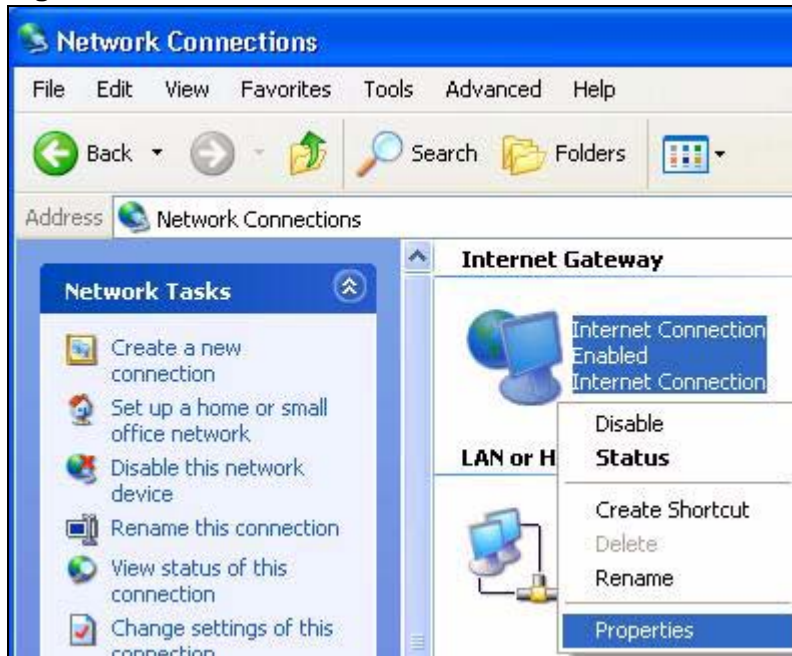 Network Connections
File Edit View Favorites Tools Advanced Help
Back Search Folders
Address Network Connections
Network Tasks
Create a new
connection
Set up a home or small
office network
Disable this network
device
Rename this connection
View status of this
connection
Change settings of this
connection
Internet Gateway
Internet Connection
Enabled
Internet Connection
Disable
LAN or H
Status
Create Shortcut
Delete
Rename
Properties